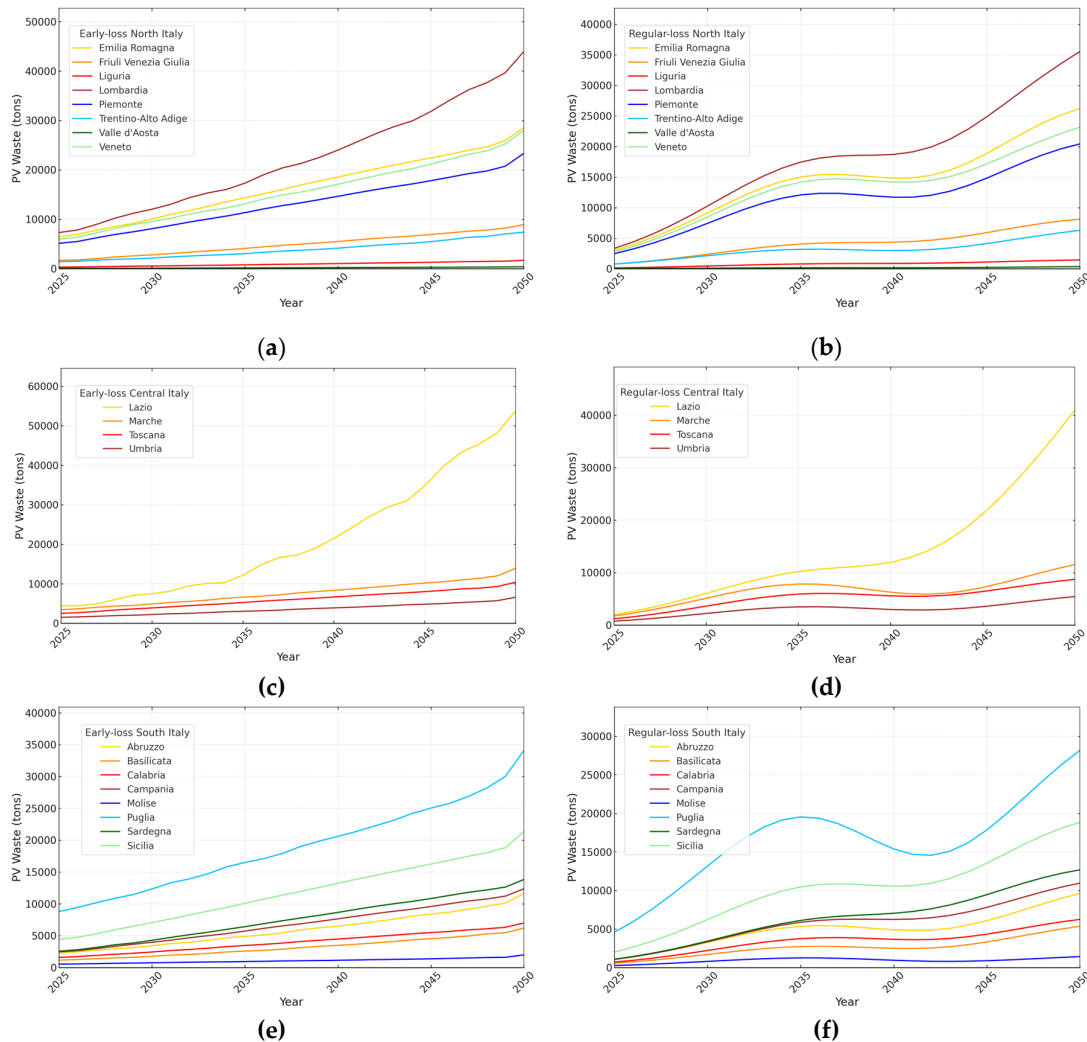 50000
40000
30000
20000
10000
0
PV Waste (tons)
Early-loss North Italy
Emilia Romagna
Friuli Venezia Giulia
Liguria
Lombardia
Piemonte
Trentino-Alto Adige
Valle d'Aosta
Veneto
2025
2030
2035
2040
2045
2050
Year
(a)
40000
35000
30000
25000
20000
15000
10000
5000
0
PV Waste (tons)
Regular-loss North Italy
Emilia Romagna
Friuli Venezia Giulia
Liguria
Lombardia
Piemonte
Trentino-Alto Adige
Valle d'Aosta
Veneto
2025
2030
2035
2040
2045
2050
Year
(b)
60000
50000
40000
30000
20000
10000
0
PV Waste (tons)
Early-loss Central Italy
Lazio
Marche
Toscana
Umbria
2025
2030
2035
2040
2045
2050
Year
(c)
40000
30000
20000
10000
0
PV Waste (tons)
Regular-loss Central Italy
Lazio
Marche
Toscana
Umbria
2025
2030
2035
2040
2045
2050
Year
(d)
40000
35000
30000
25000
20000
15000
10000
5000
0
PV Waste (tons)
Early-loss South Italy
Abruzzo
Basilicata
Calabria
Campania
Molise
Puglia
Sardegna
Sicilia
2025
2030
2035
2040
2045
2050
Year
(e)
30000
25000
20000
15000
10000
5000
0
PV Waste (tons)
Regular-loss South Italy
Abruzzo
Basilicata
Calabria
Campania
Molise
Puglia
Sardegna
Sicilia
2025
2030
2035
2040
2045
2050
Year
(f)